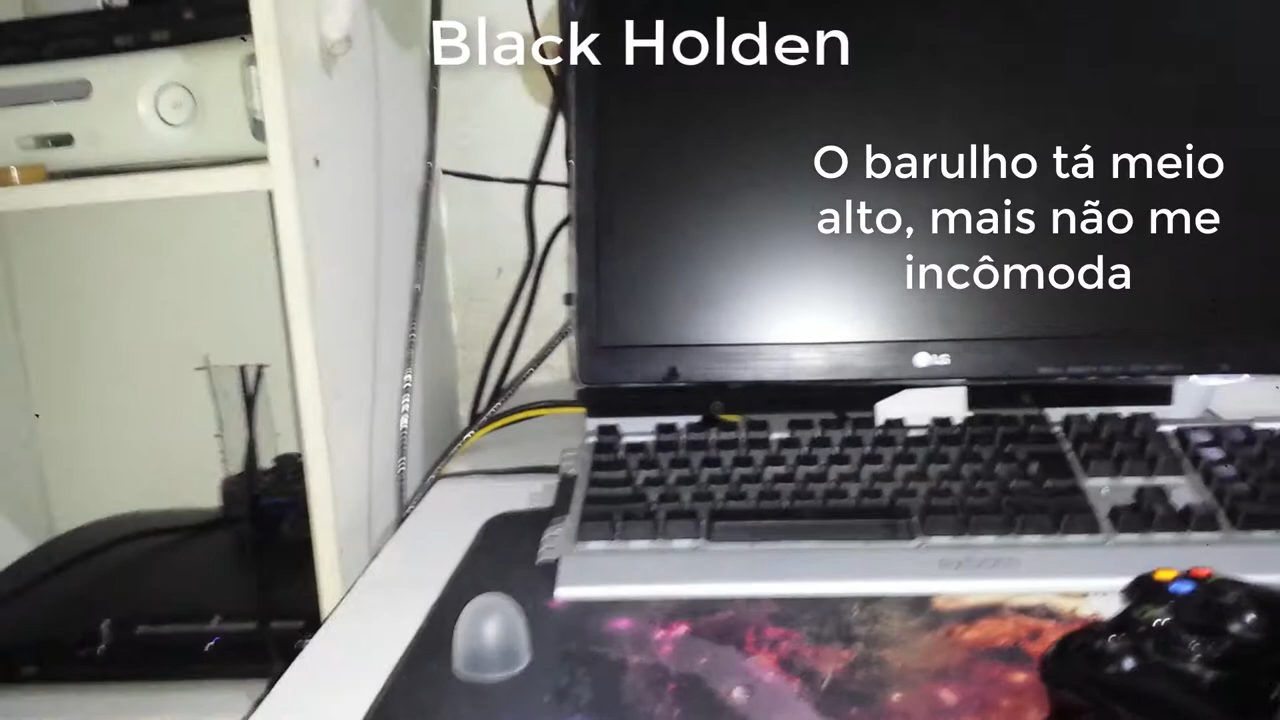 Black Holden
O barulho tá meio
alto, mais não me
incômoda
LG